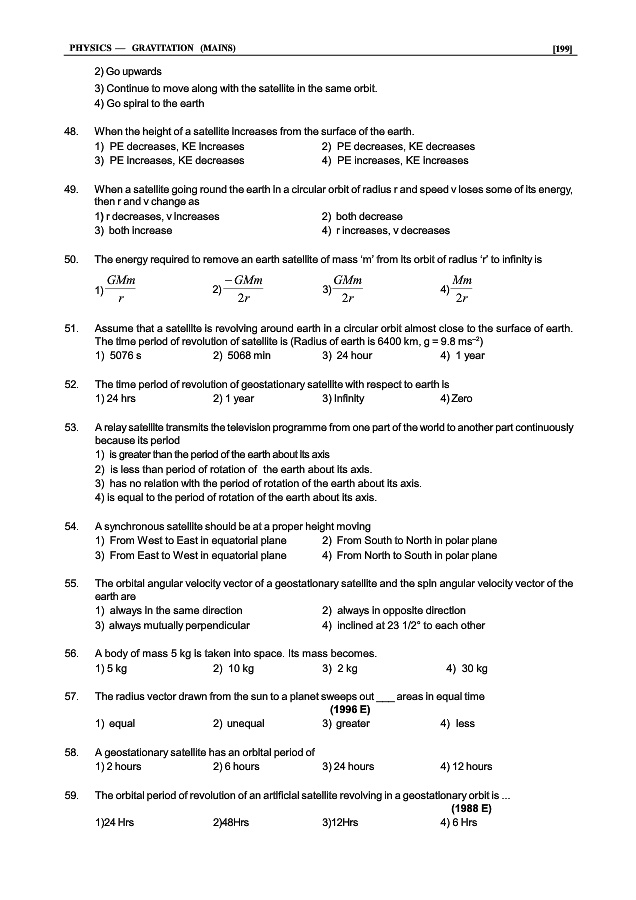 PHYSICS — GRAVITATION (MAINS) [199]
2) Go upwards
3) Continue to move along with the satellite in the same orbit.
4) Go spiral to the earth
48. When the height of a satellite increases from the surface of the earth.
1) PE decreases, KE increases 2) PE decreases, KE decreases
3) PE increases, KE decreases 4) PE increases, KE increases
49. When a satellite going round the earth in a circular orbit of radius r and speed v loses some of its energy,
then r and v change as
1) r decreases, v increases 2) both decrease
3) both increase 4) r increases, v decreases
50. The energy required to remove an earth satellite of mass ‘m’ from its orbit of radius ‘r’ to infinity is
1) GMm/r 2) −GMm/2r 3) GMm/2r 4) Mm/2r
51. Assume that a satellite is revolving around earth in a circular orbit almost close to the surface of earth.
The time period of revolution of satellite is (Radius of earth is 6400 km, g = 9.8 ms⁻²)
1) 5076 s 2) 5068 min 3) 24 hour 4) 1 year
52. The time period of revolution of geostationary satellite with respect to earth is
1) 24 hrs 2) 1 year 3) Infinity 4) Zero
53. A relay satellite transmits the television programme from one part of the world to another part continuously
because its period
1) is greater than the period of the earth about its axis
2) is less than period of rotation of the earth about its axis.
3) has no relation with the period of rotation of the earth about its axis.
4) is equal to the period of rotation of the earth about its axis.
54. A synchronous satellite should be at a proper height moving
1) From West to East in equatorial plane 2) From South to North in polar plane
3) From East to West in equatorial plane 4) From North to South in polar plane
55. The orbital angular velocity vector of a geostationary satellite and the spin angular velocity vector of the
earth are
1) always in the same direction 2) always in opposite direction
3) always mutually perpendicular 4) inclined at 23 1/2° to each other
56. A body of mass 5 kg is taken into space. Its mass becomes.
1) 5 kg 2) 10 kg 3) 2 kg 4) 30 kg
57. The radius vector drawn from the sun to a planet sweeps out ___ areas in equal time
(1996 E)
1) equal 2) unequal 3) greater 4) less
58. A geostationary satellite has an orbital period of
1) 2 hours 2) 6 hours 3) 24 hours 4) 12 hours
59. The orbital period of revolution of an artificial satellite revolving in a geostationary orbit is ...
(1988 E)
1)24 Hrs 2)48Hrs 3)12Hrs 4) 6 Hrs